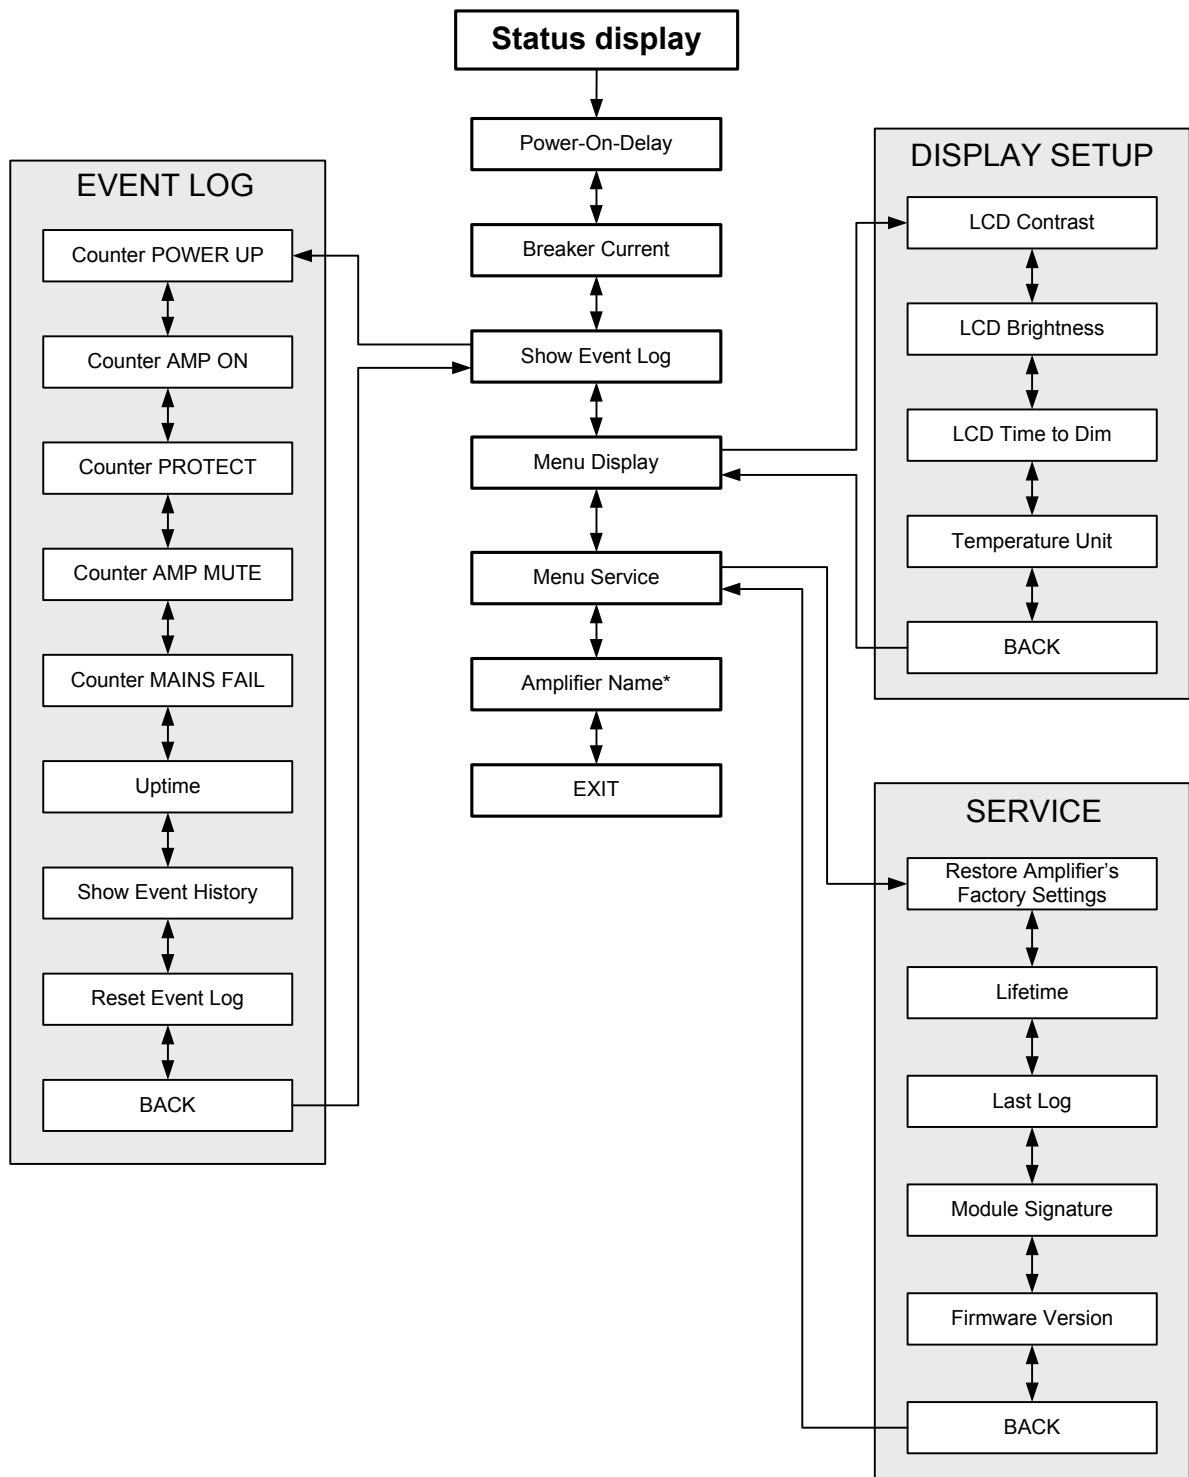 Status display
Power-On-Delay
Breaker Current
Show Event Log
Menu Display
Menu Service
Amplifier Name*
EXIT
EVENT LOG
Counter POWER UP
Counter AMP ON
Counter PROTECT
Counter AMP MUTE
Counter MAINS FAIL
Uptime
Show Event History
Reset Event Log
BACK
DISPLAY SETUP
LCD Contrast
LCD Brightness
LCD Time to Dim
Temperature Unit
BACK
SERVICE
Restore Amplifier's
Factory Settings
Lifetime
Last Log
Module Signature
Firmware Version
BACK